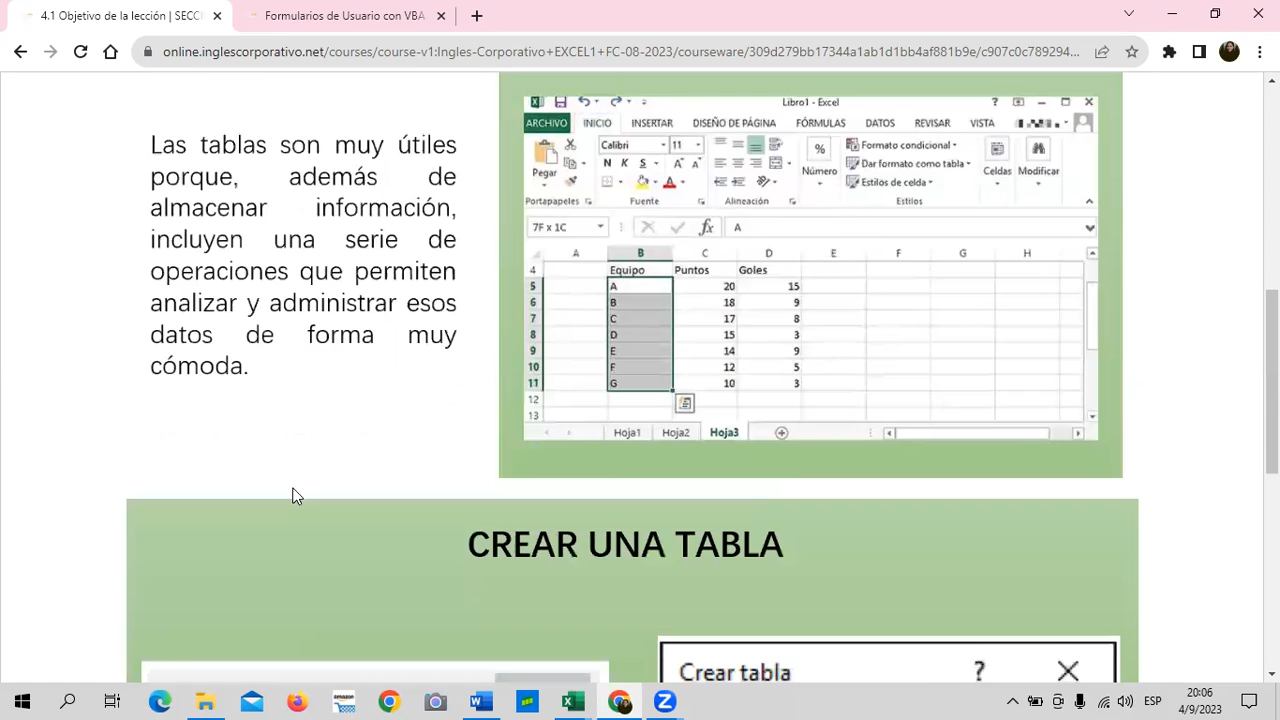 4.1 Objetivo de la lección | SECCI
Formularios de Usuario con VBA
online.inglescorporativo.net/courses/course-v1:Ingles-Corporativo+EXCEL1+FC-08-2023/courseware/309d279bb17344a1ab1d1bb4af881b9e/c907c0c789294...
Las tablas son muy útiles
porque, además de
almacenar información,
incluyen una serie de
operaciones que permiten
analizar y administrar esos
datos de forma muy
cómoda.
Libro1 - Excel
ARCHIVO INICIO INSERTAR DISEÑO DE PÁGINA FÓRMULAS DATOS REVISAR VISTA
Calibri 11
N K S
Pegar
% Número
Formato condicional
Dar formato como tabla
Estilos de celda
Celdas Modificar
Portapapeles Fuente Alineación Estilos
7F x 1C fx A
A B C D E F G H
4 Equipo Puntos Goles
5 A 20 15
6 B 18 9
7 C 17 8
8 D 15 3
9 E 14 9
10 F 12 5
11 G 10 3
12
13
Hoja1 Hoja2 Hoja3
CREAR UNA TABLA
Crear tabla ?
amazon
ESP
20:06
4/9/2023